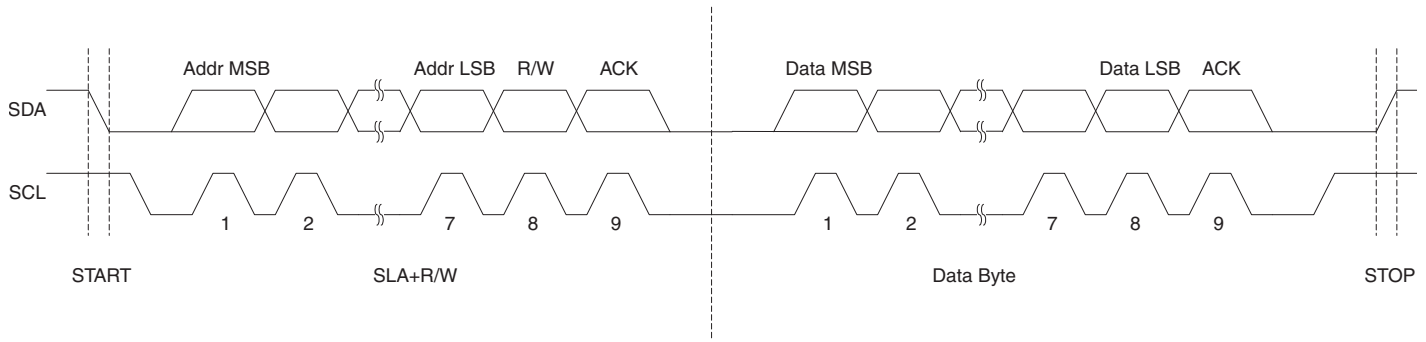 Addr MSB Addr LSB R/W ACK Data MSB Data LSB ACK
SDA
SCL
1 2 7 8 9 1 2 7 8 9
START SLA+R/W Data Byte STOP